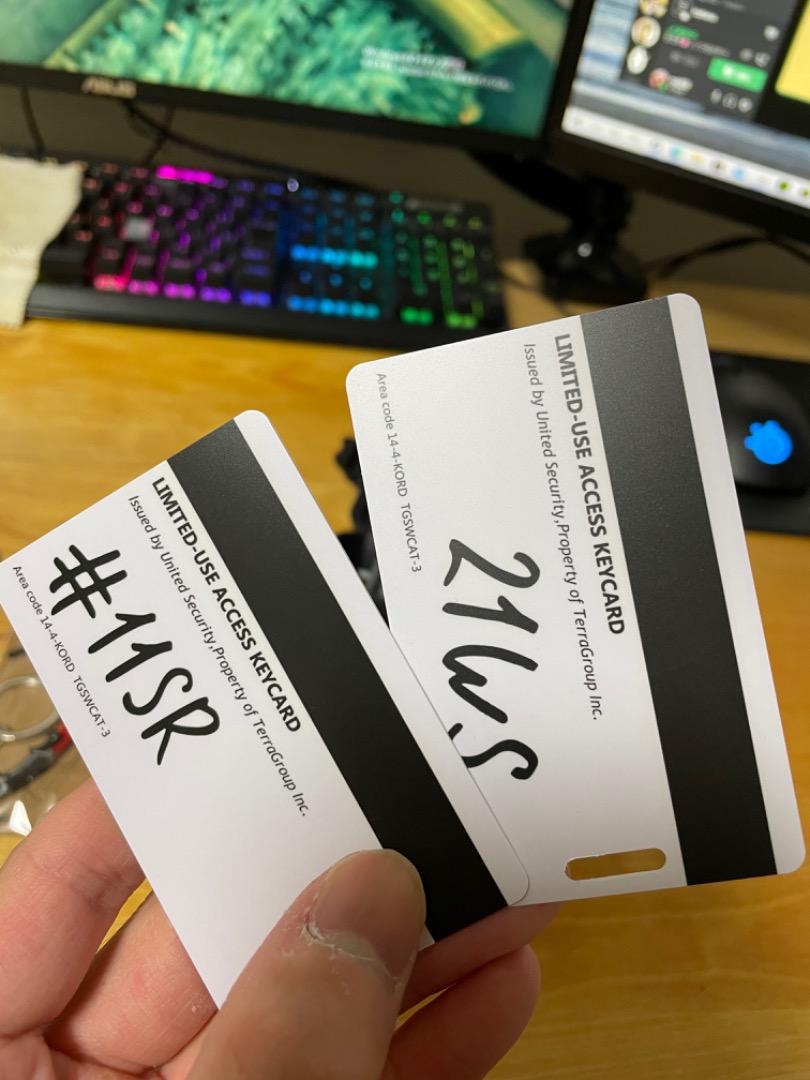 ASUS
LIMITED-USE ACCESS KEYCARD
Issued by United Security,Property of TerraGroup Inc.
#11SR
Area code 14-4-KORD TGSWCAT-3
LIMITED-USE ACCESS KEYCARD
Issued by United Security,Property of TerraGroup Inc.
21WS
Area code 14-4-KORD TGSWCAT-3